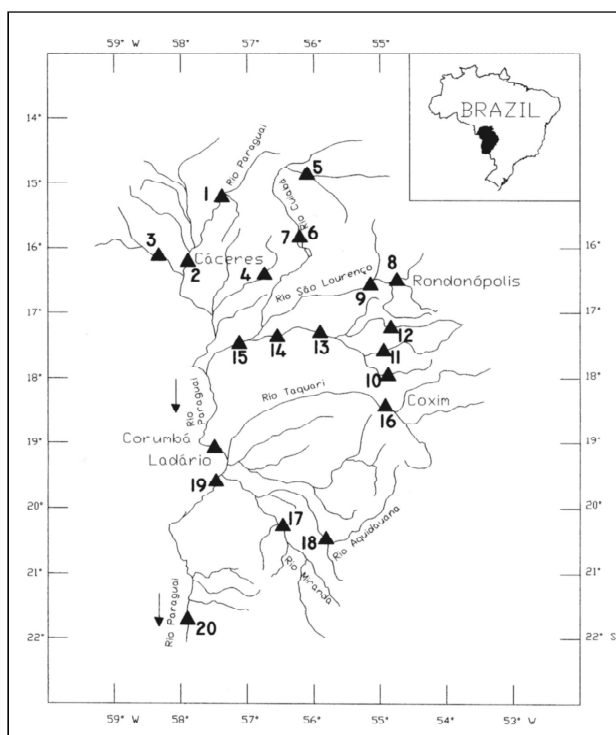 59° W 58° 57° 56° 55°
BRAZIL
14°
15°
16°
17°
18°
19°
20°
21°
22°
16°
17°
18°
19°
20°
21°
22° S
Rio Paraguai
1
5
Rio Cuiabá
3
2
Cáceres
7
6
4
8
Rio São Lourenço
Rondonópolis
9
12
15
14
13
11
10
Rio Paraguai
Rio Taquari
Coxim
16
Corumbá
Ladário
19
17
18
Rio Aquidauana
Rio Miranda
Rio Paraguai
20
59° W 58° 57° 56° 55° 54° 53° W